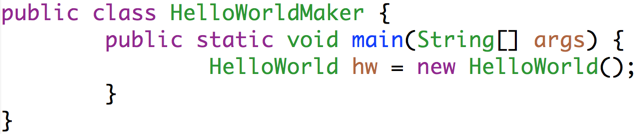 public class HelloWorldMaker {
        public static void main(String[] args) {
                HelloWorld hw = new HelloWorld();
        }
}